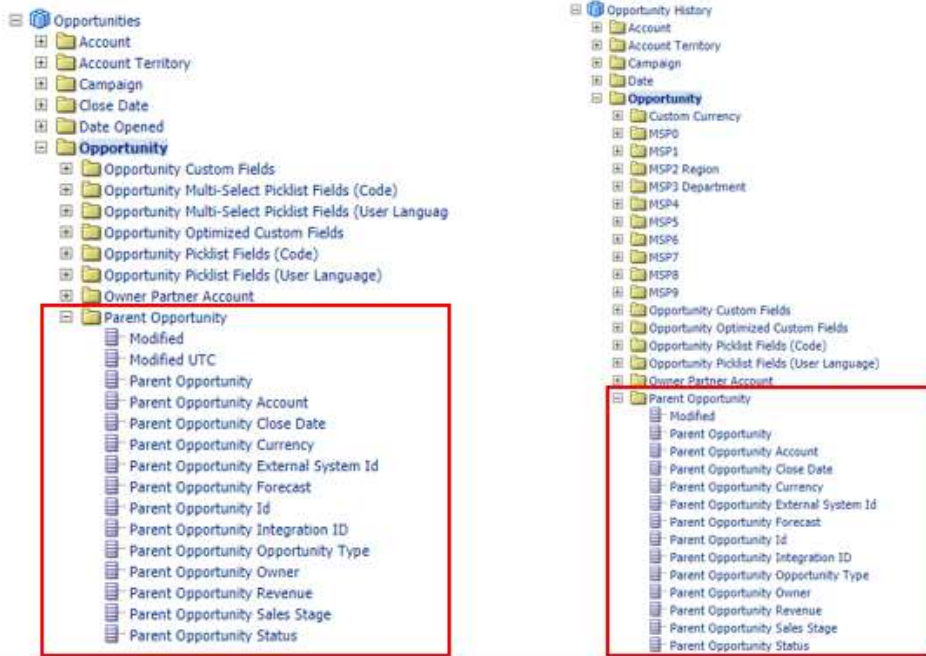 Opportunities
Account
Account Territory
Campaign
Close Date
Date Opened
Opportunity
Opportunity Custom Fields
Opportunity Multi-Select Picklist Fields (Code)
Opportunity Multi-Select Picklist Fields (User Languag
Opportunity Optimized Custom Fields
Opportunity Picklist Fields (Code)
Opportunity Picklist Fields (User Language)
Owner Partner Account
Parent Opportunity
Modified
Modified UTC
Parent Opportunity
Parent Opportunity Account
Parent Opportunity Close Date
Parent Opportunity Currency
Parent Opportunity External System Id
Parent Opportunity Forecast
Parent Opportunity Id
Parent Opportunity Integration ID
Parent Opportunity Opportunity Type
Parent Opportunity Owner
Parent Opportunity Revenue
Parent Opportunity Sales Stage
Parent Opportunity Status
Opportunity History
Account
Account Territory
Campaign
Date
Opportunity
Custom Currency
MSP0
MSP1
MSP2 Region
MSP3 Department
MSP4
MSP5
MSP6
MSP7
MSP8
MSP9
Opportunity Custom Fields
Opportunity Optimized Custom Fields
Opportunity Picklist Fields (Code)
Opportunity Picklist Fields (User Language)
Owner Partner Account
Parent Opportunity
Modified
Parent Opportunity
Parent Opportunity Account
Parent Opportunity Close Date
Parent Opportunity Currency
Parent Opportunity External System Id
Parent Opportunity Forecast
Parent Opportunity Id
Parent Opportunity Integration ID
Parent Opportunity Opportunity Type
Parent Opportunity Owner
Parent Opportunity Revenue
Parent Opportunity Sales Stage
Parent Opportunity Status